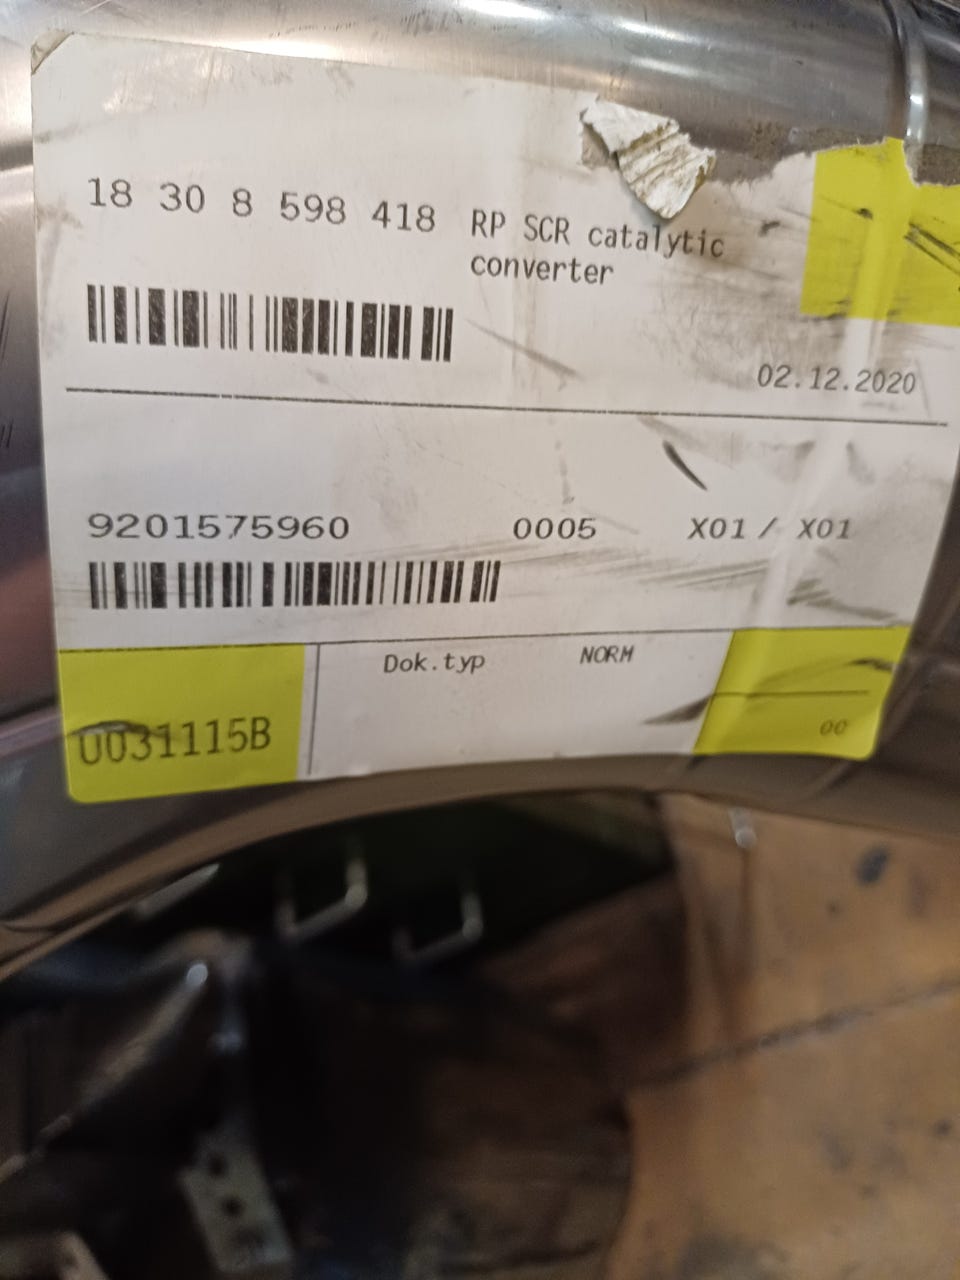 18 30 8 598 418 RP SCR catalytic
converter
02.12.2020
9201575960 0005 X01 / X01
Dok.typ NORM
0031115B
00